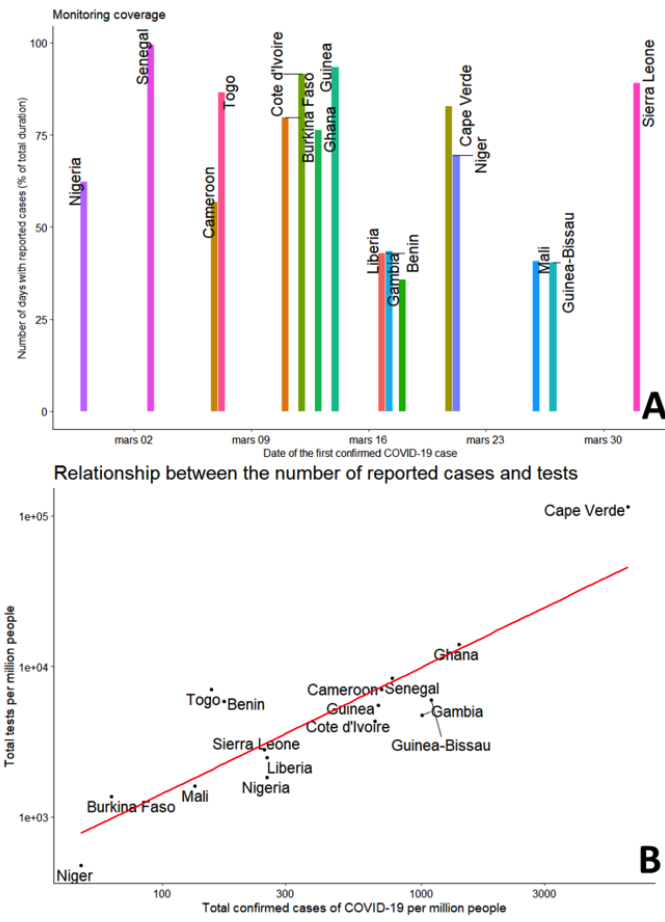 Monitoring coverage
Number of days with reported cases (% of total duration)
100
75
50
25
0
Nigeria
Senegal
Cameroon
Togo
Cote d'Ivoire
Burkina Faso
Ghana
Guinea
Liberia
Gambia
Benin
Cape Verde
Niger
Mali
Guinea-Bissau
Sierra Leone
mars 02
mars 09
mars 16
mars 23
mars 30
Date of the first confirmed COVID-19 case
A
Relationship between the number of reported cases and tests
Total tests per million people
1e+05
1e+04
1e+03
Cape Verde
Ghana
Cameroon
Senegal
Togo
Benin
Guinea
Gambia
Cote d'Ivoire
Guinea-Bissau
Sierra Leone
Liberia
Nigeria
Mali
Burkina Faso
Niger
100
300
1000
3000
Total confirmed cases of COVID-19 per million people
B